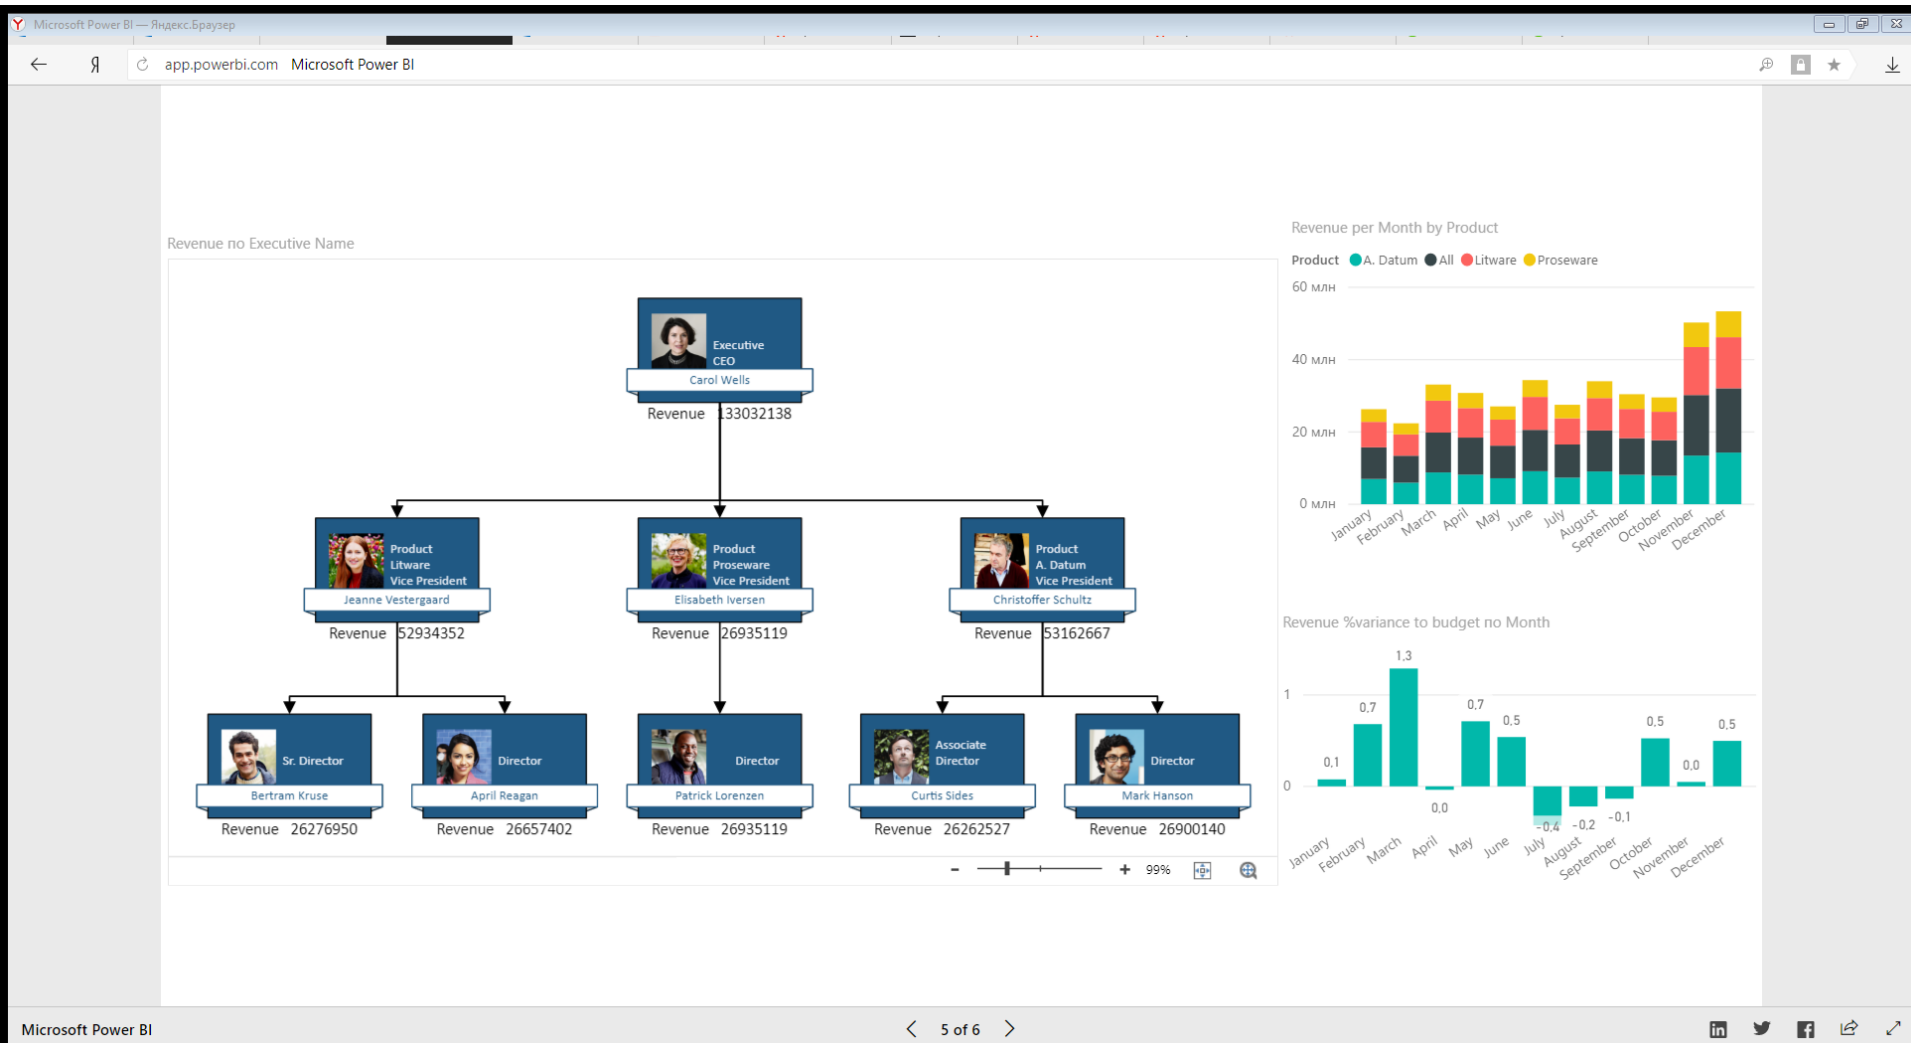 Microsoft Power BI — Яндекс.Браузер
Я app.powerbi.com Microsoft Power BI
Revenue по Executive Name
Executive
CEO
Carol Wells
Revenue 133032138
Product
Litware
Vice President
Jeanne Vestergaard
Revenue 52934352
Product
Proseware
Vice President
Elisabeth Iversen
Revenue 26935119
Product
A. Datum
Vice President
Christoffer Schultz
Revenue 53162667
Sr. Director
Bertram Kruse
Revenue 26276950
Director
April Reagan
Revenue 26657402
Director
Patrick Lorenzen
Revenue 26935119
Associate
Director
Curtis Sides
Revenue 26262527
Director
Mark Hanson
Revenue 26900140
- + 99%
Revenue per Month by Product
Product A. Datum All Litware Proseware
60 млн
40 млн
20 млн
0 млн
January February March April May June July August September October November December
Revenue %variance to budget по Month
1
0
0,1 0,7 1,3 0,0 0,7 0,5 -0,4 -0,2 -0,1 0,5 0,0 0,5
January February March April May June July August September October November December
Microsoft Power BI
5 of 6